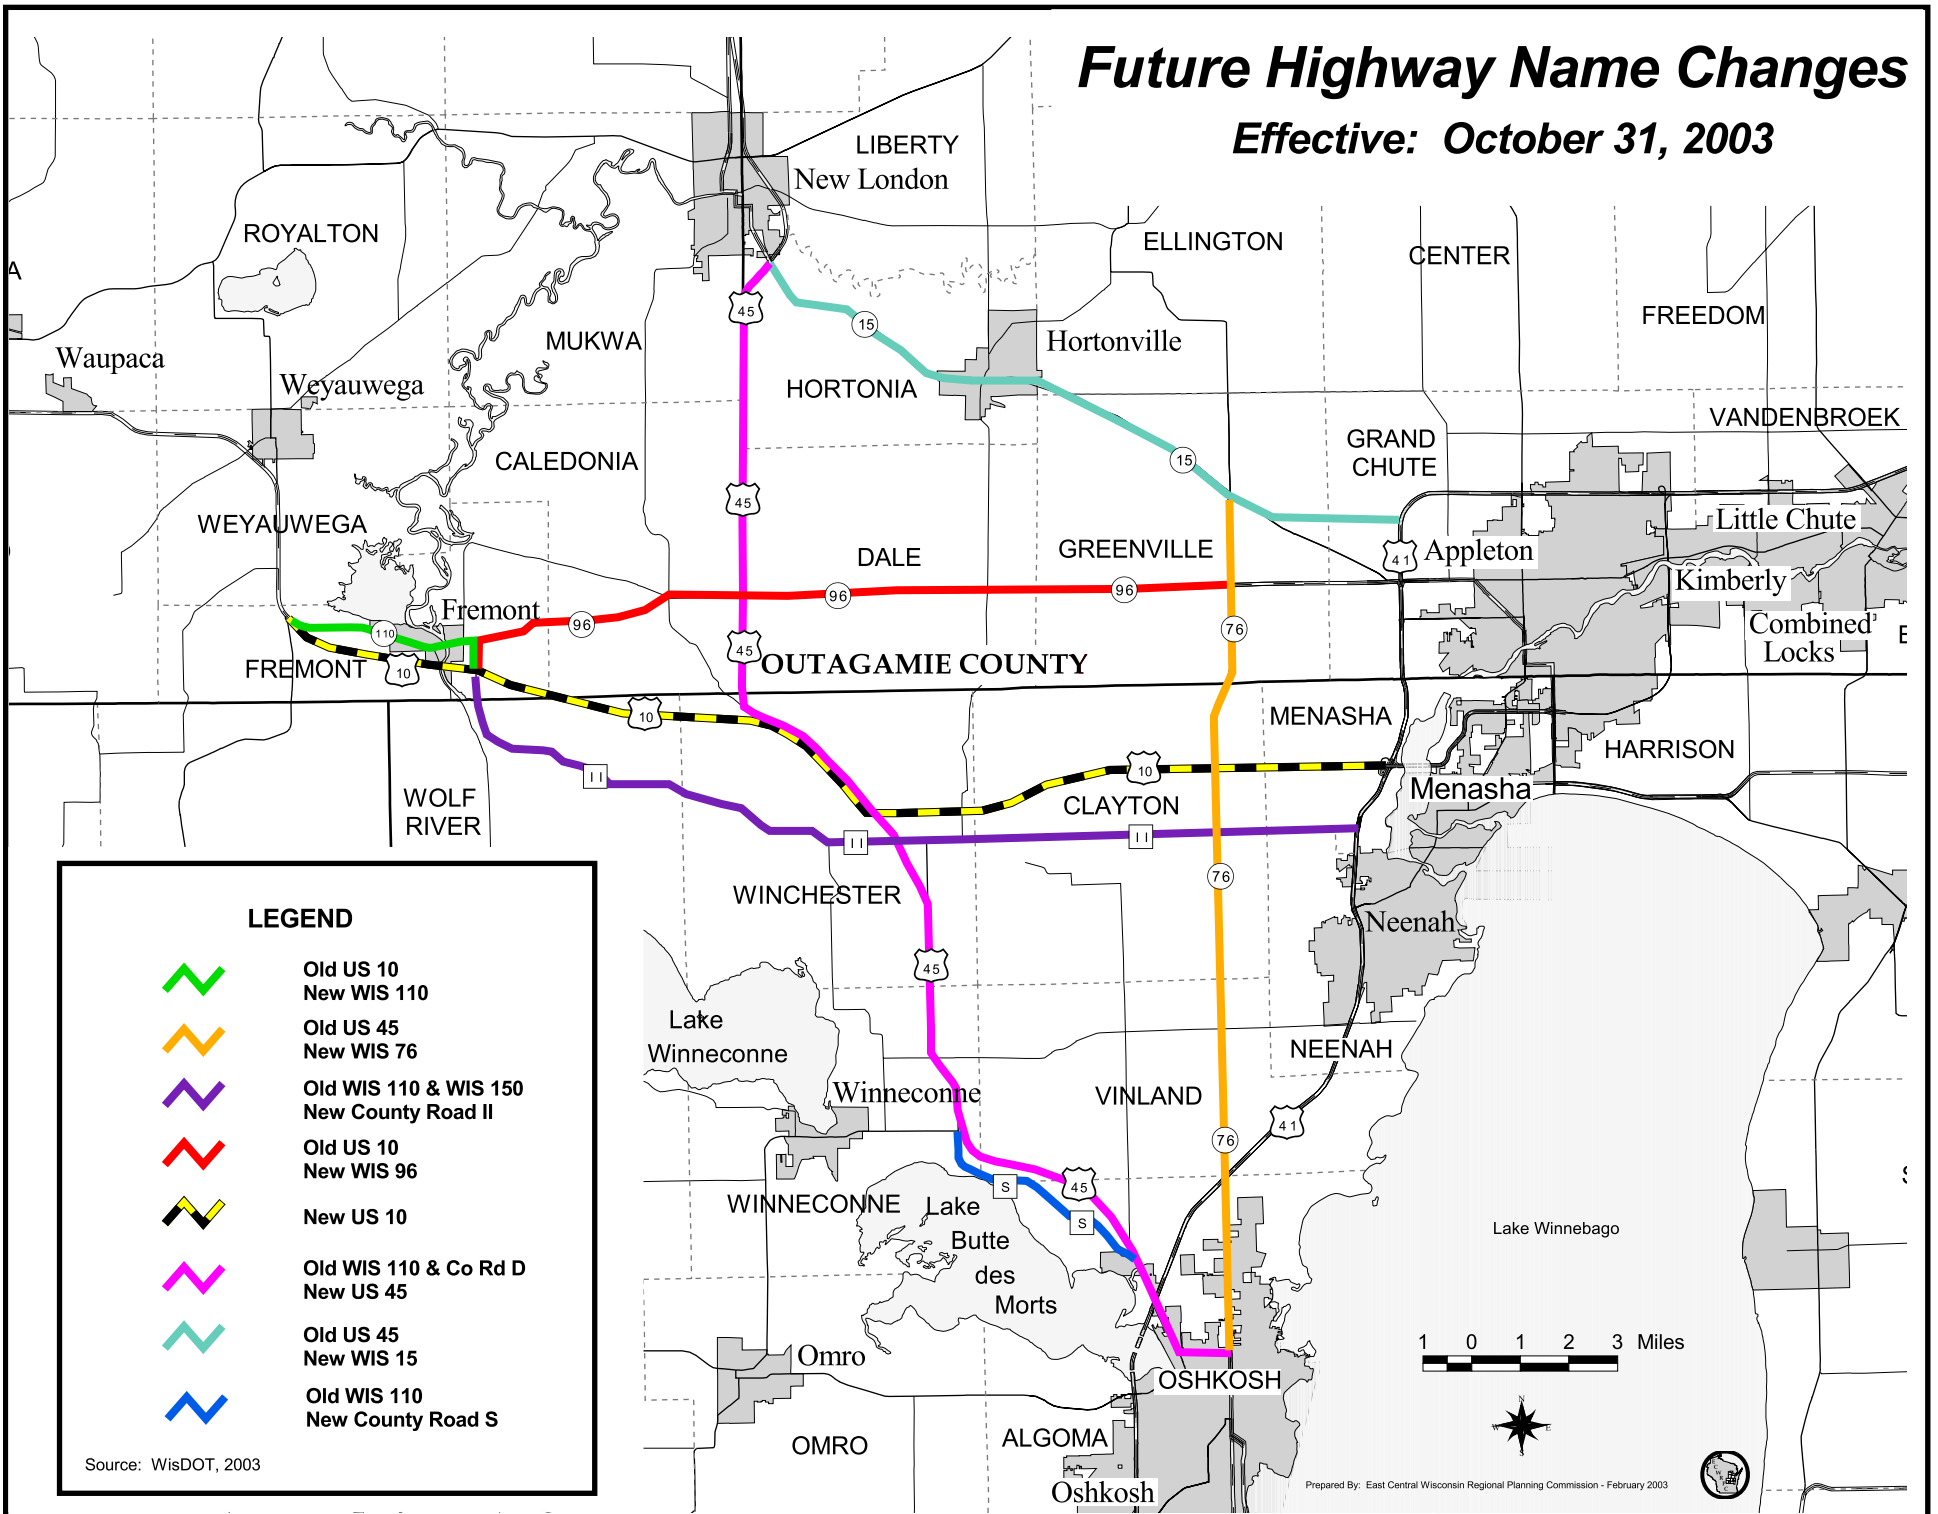 Future Highway Name Changes
Effective: October 31, 2003
LIBERTY
New London
ROYALTON
ELLINGTON
CENTER
A
FREEDOM
45
15
MUKWA
Hortonville
Waupaca
Weyauwega
HORTONIA
VANDENBROEK
GRAND
CHUTE
15
CALEDONIA
45
WEYAUWEGA
Little Chute
DALE
GREENVILLE
41
Appleton
Kimberly
96
96
Fremont
96
110
76
Combined
Locks
E
45
OUTAGAMIE COUNTY
FREMONT
10
10
MENASHA
HARRISON
10
Menasha
WOLF
RIVER
CLAYTON
II
II
II
76
WINCHESTER
Neenah
45
Lake
Winneconne
NEENAH
Winneconne
VINLAND
41
76
45
S
WINNECONNE
Lake
S
Butte
des
Morts
Lake Winnebago
Omro
OSHKOSH
OMRO
ALGOMA
Oshkosh
LEGEND
Old US 10
New WIS 110
Old US 45
New WIS 76
Old WIS 110 & WIS 150
New County Road II
Old US 10
New WIS 96
New US 10
Old WIS 110 & Co Rd D
New US 45
Old US 45
New WIS 15
Old WIS 110
New County Road S
Source: WisDOT, 2003
1 0 1 2 3 Miles
N
W E
S
Prepared By: East Central Wisconsin Regional Planning Commission - February 2003